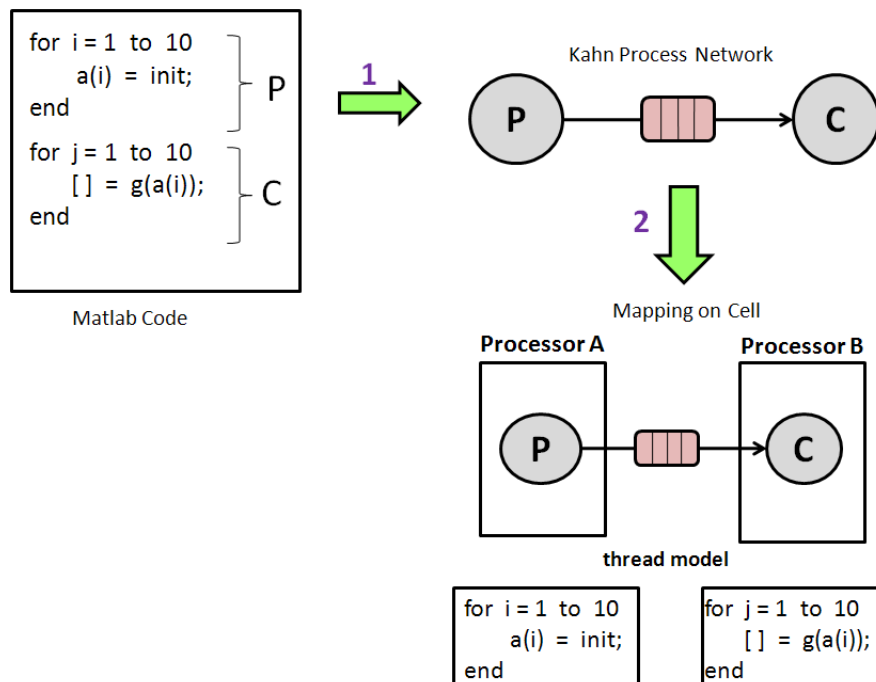 for i = 1 to 10
a(i) = init;
end
P
for j = 1 to 10
[ ] = g(a(i));
end
C
Matlab Code
1
Kahn Process Network
P
C
2
Mapping on Cell
Processor A
Processor B
P
C
thread model
for i = 1 to 10
a(i) = init;
end
for j = 1 to 10
[ ] = g(a(i));
end